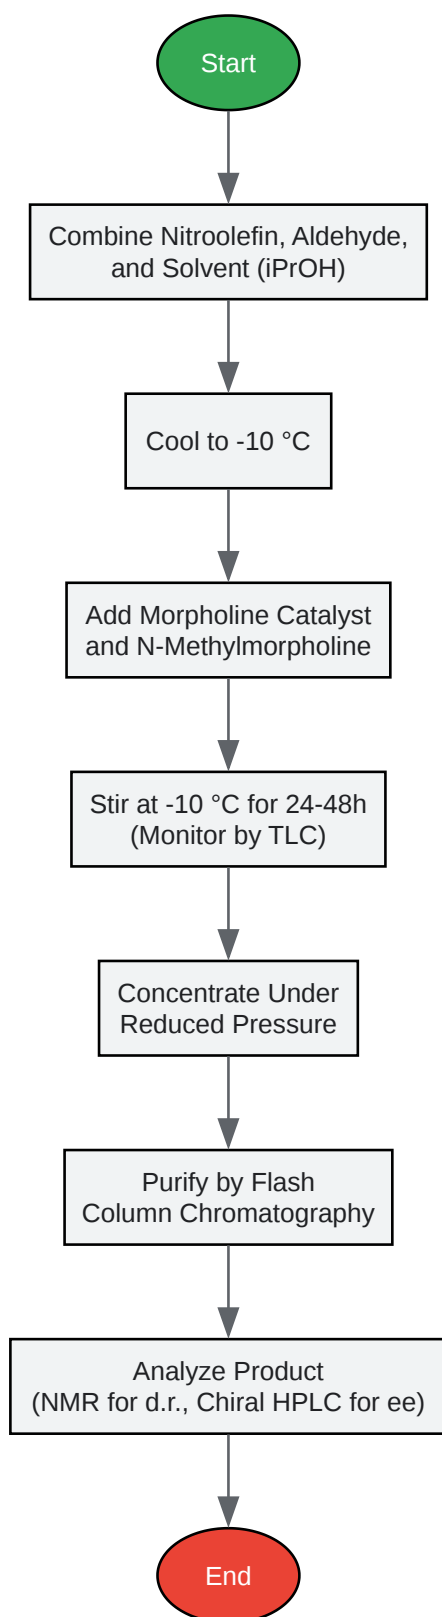 Start
Combine Nitroolefin, Aldehyde,
and Solvent (iPrOH)
Cool to -10 °C
Add Morpholine Catalyst
and N-Methylmorpholine
Stir at -10 °C for 24-48h
(Monitor by TLC)
Concentrate Under
Reduced Pressure
Purify by Flash
Column Chromatography
Analyze Product
(NMR for d.r., Chiral HPLC for ee)
End